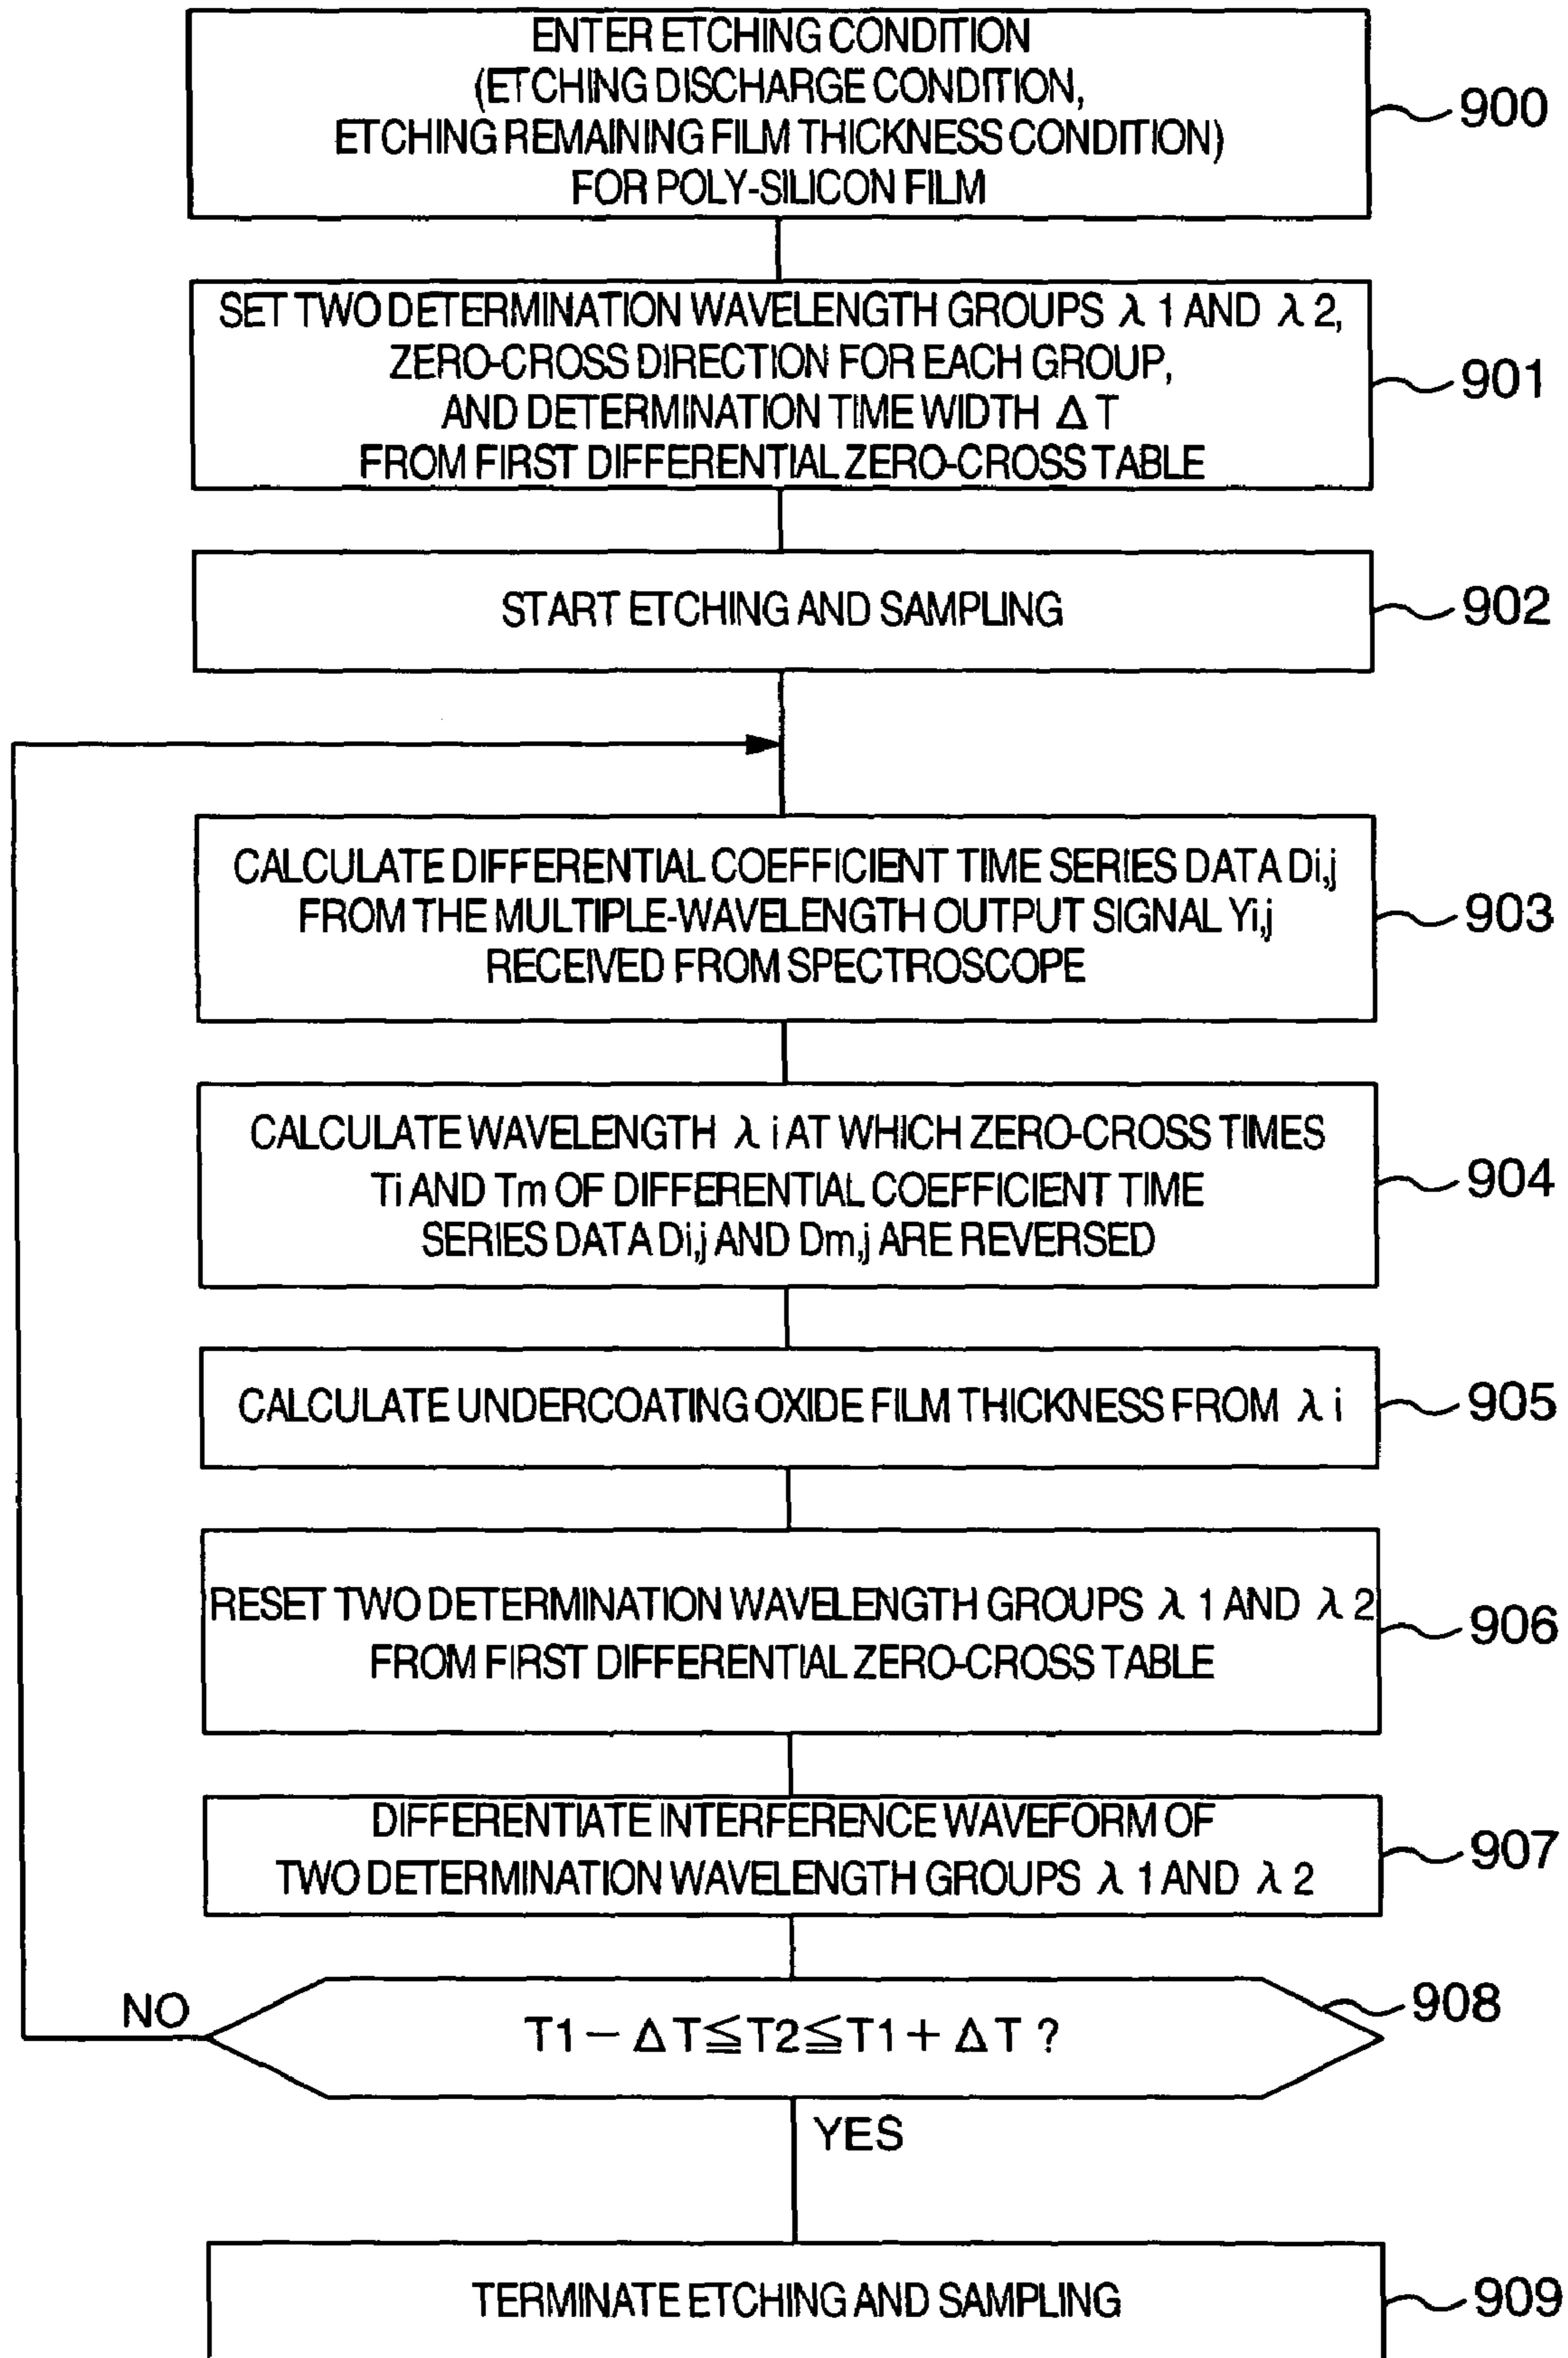 ENTER ETCHING CONDITION
(ETCHING DISCHARGE CONDITION,
ETCHING REMAINING FILM THICKNESS CONDITION)
FOR POLY-SILICON FILM
900
SET TWO DETERMINATION WAVELENGTH GROUPS λ 1 AND λ 2,
ZERO-CROSS DIRECTION FOR EACH GROUP,
AND DETERMINATION TIME WIDTH Δ T
FROM FIRST DIFFERENTIAL ZERO-CROSS TABLE
901
START ETCHING AND SAMPLING
902
CALCULATE DIFFERENTIAL COEFFICIENT TIME SERIES DATA Di,j
FROM THE MULTIPLE-WAVELENGTH OUTPUT SIGNAL Yi,j
RECEIVED FROM SPECTROSCOPE
903
CALCULATE WAVELENGTH λ i AT WHICH ZERO-CROSS TIMES
Ti AND Tm OF DIFFERENTIAL COEFFICIENT TIME
SERIES DATA Di,j AND Dm,j ARE REVERSED
904
CALCULATE UNDERCOATING OXIDE FILM THICKNESS FROM λ i
905
RESET TWO DETERMINATION WAVELENGTH GROUPS λ 1 AND λ 2
FROM FIRST DIFFERENTIAL ZERO-CROSS TABLE
906
DIFFERENTIATE INTERFERENCE WAVEFORM OF
TWO DETERMINATION WAVELENGTH GROUPS λ 1 AND λ 2
907
NO
T1 − Δ T ≦ T2 ≦ T1 + Δ T ?
908
YES
TERMINATE ETCHING AND SAMPLING
909